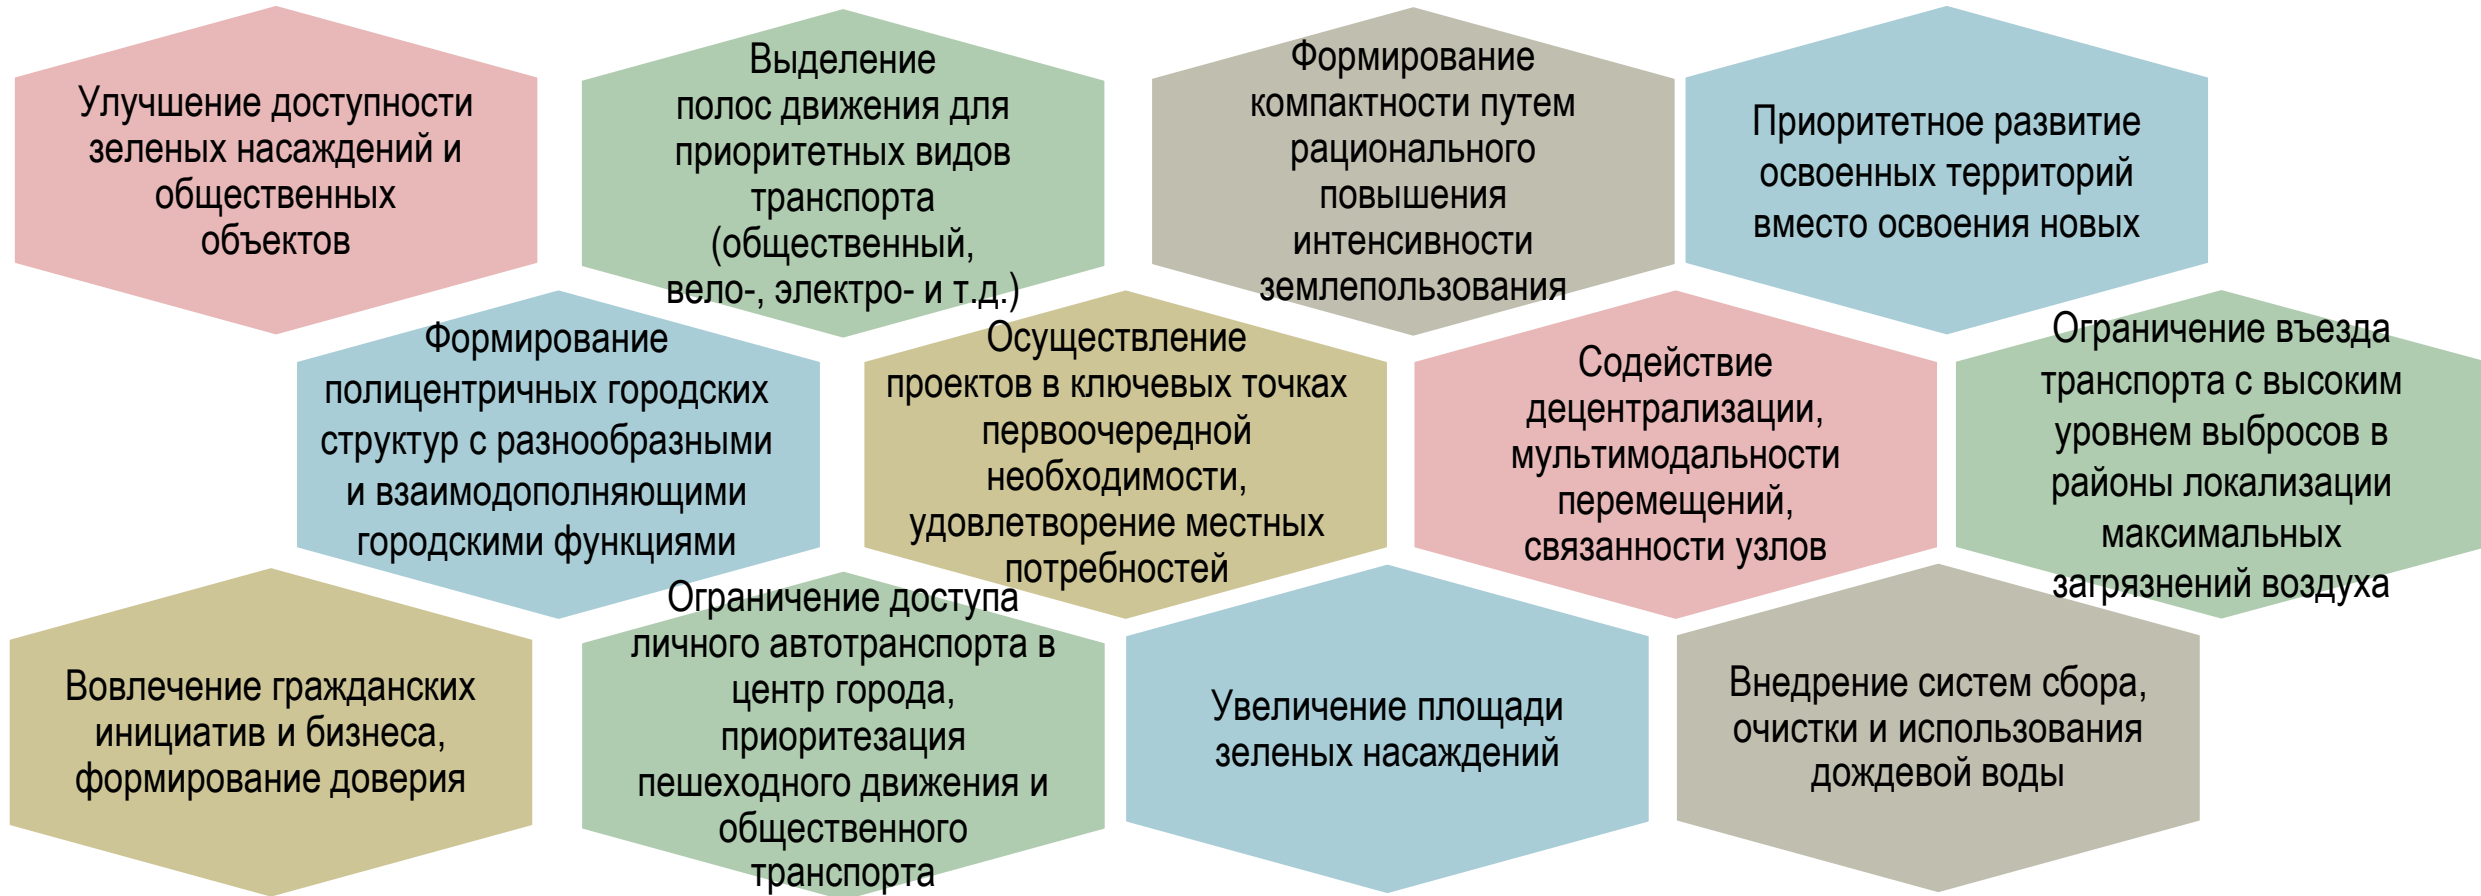 Улучшение доступности
зеленых насаждений и
общественных
объектов
Выделение
полос движения для
приоритетных видов
транспорта
(общественный,
вело-, электро- и т.д.)
Формирование
компактности путем
рационального
повышения
интенсивности
землепользования
Приоритетное развитие
освоенных территорий
вместо освоения новых
Формирование
полицентричных городских
структур с разнообразными
и взаимодополняющими
городскими функциями
Осуществление
проектов в ключевых точках
первоочередной
необходимости,
удовлетворение местных
потребностей
Содействие
децентрализации,
мультимодальности
перемещений,
связанности узлов
Ограничение въезда
транспорта с высоким
уровнем выбросов в
районы локализации
максимальных
загрязнений воздуха
Вовлечение гражданских
инициатив и бизнеса,
формирование доверия
Ограничение доступа
личного автотранспорта в
центр города,
приоритезация
пешеходного движения и
общественного
транспорта
Увеличение площади
зеленых насаждений
Внедрение систем сбора,
очистки и использования
дождевой воды